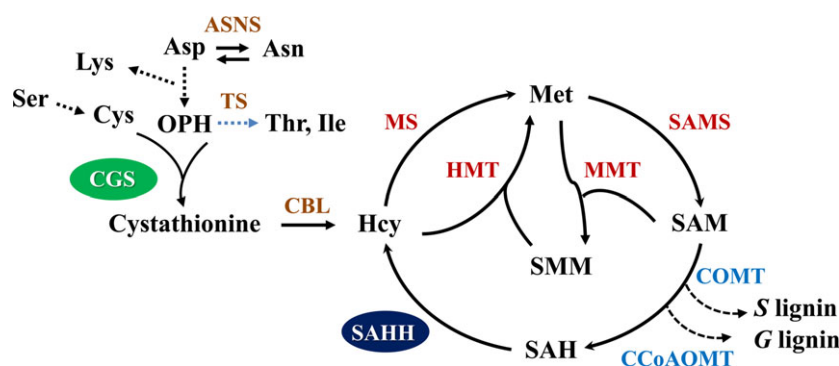 ASNS
Asp
Asn
Lys
Ser
Cys
OPH
TS
Thr, Ile
CGS
Cystathionine
CBL
Hcy
MS
Met
SAMS
HMT
MMT
SMM
SAM
COMT
S lignin
G lignin
CCoAOMT
SAHH
SAH